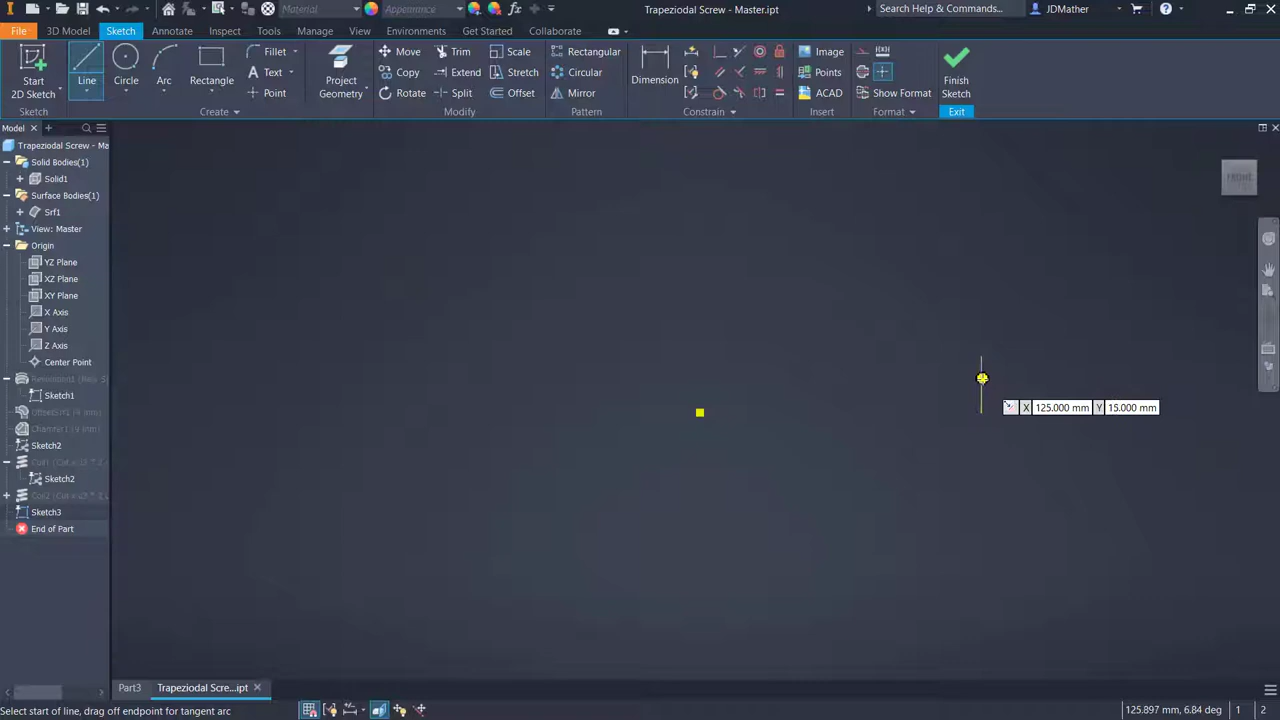 Material
Appearance
Trapeziodal Screw - Master.ipt
Search Help & Commands...
JDMather
File
3D Model
Sketch
Annotate
Inspect
Tools
Manage
View
Environments
Get Started
Collaborate
Start
2D Sketch
Line
Circle
Arc
Rectangle
Fillet
Text
Point
Project
Geometry
Move
Copy
Rotate
Trim
Extend
Split
Scale
Stretch
Offset
Rectangular
Circular
Mirror
Dimension
Image
Points
ACAD
Show Format
Finish
Sketch
Sketch
Create
Modify
Pattern
Constrain
Insert
Format
Exit
Model
Trapeziodal Screw - Ma
Solid Bodies(1)
Solid1
Surface Bodies(1)
Srf1
View: Master
Origin
YZ Plane
XZ Plane
XY Plane
X Axis
Y Axis
Z Axis
Center Point
Sketch1
Sketch2
Sketch2
Sketch3
End of Part
FRONT
X 125.000 mm Y 15.000 mm
Part3
Trapeziodal Scre...ipt
Select start of line, drag off endpoint for tangent arc
125.897 mm, 6.84 deg
1
2